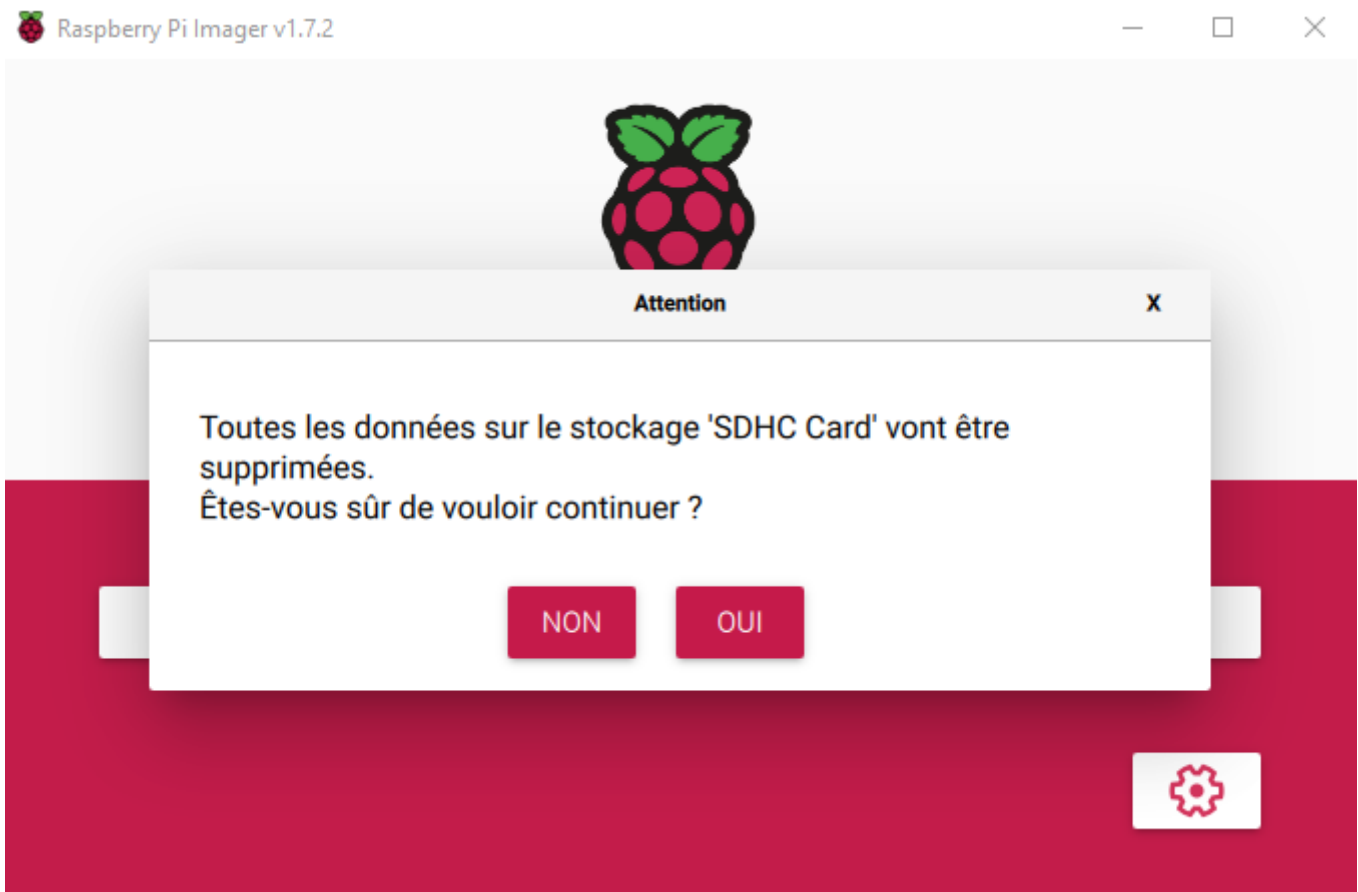 Raspberry Pi Imager v1.7.2
Attention X
Toutes les données sur le stockage 'SDHC Card' vont être
supprimées.
Êtes-vous sûr de vouloir continuer ?
NON OUI